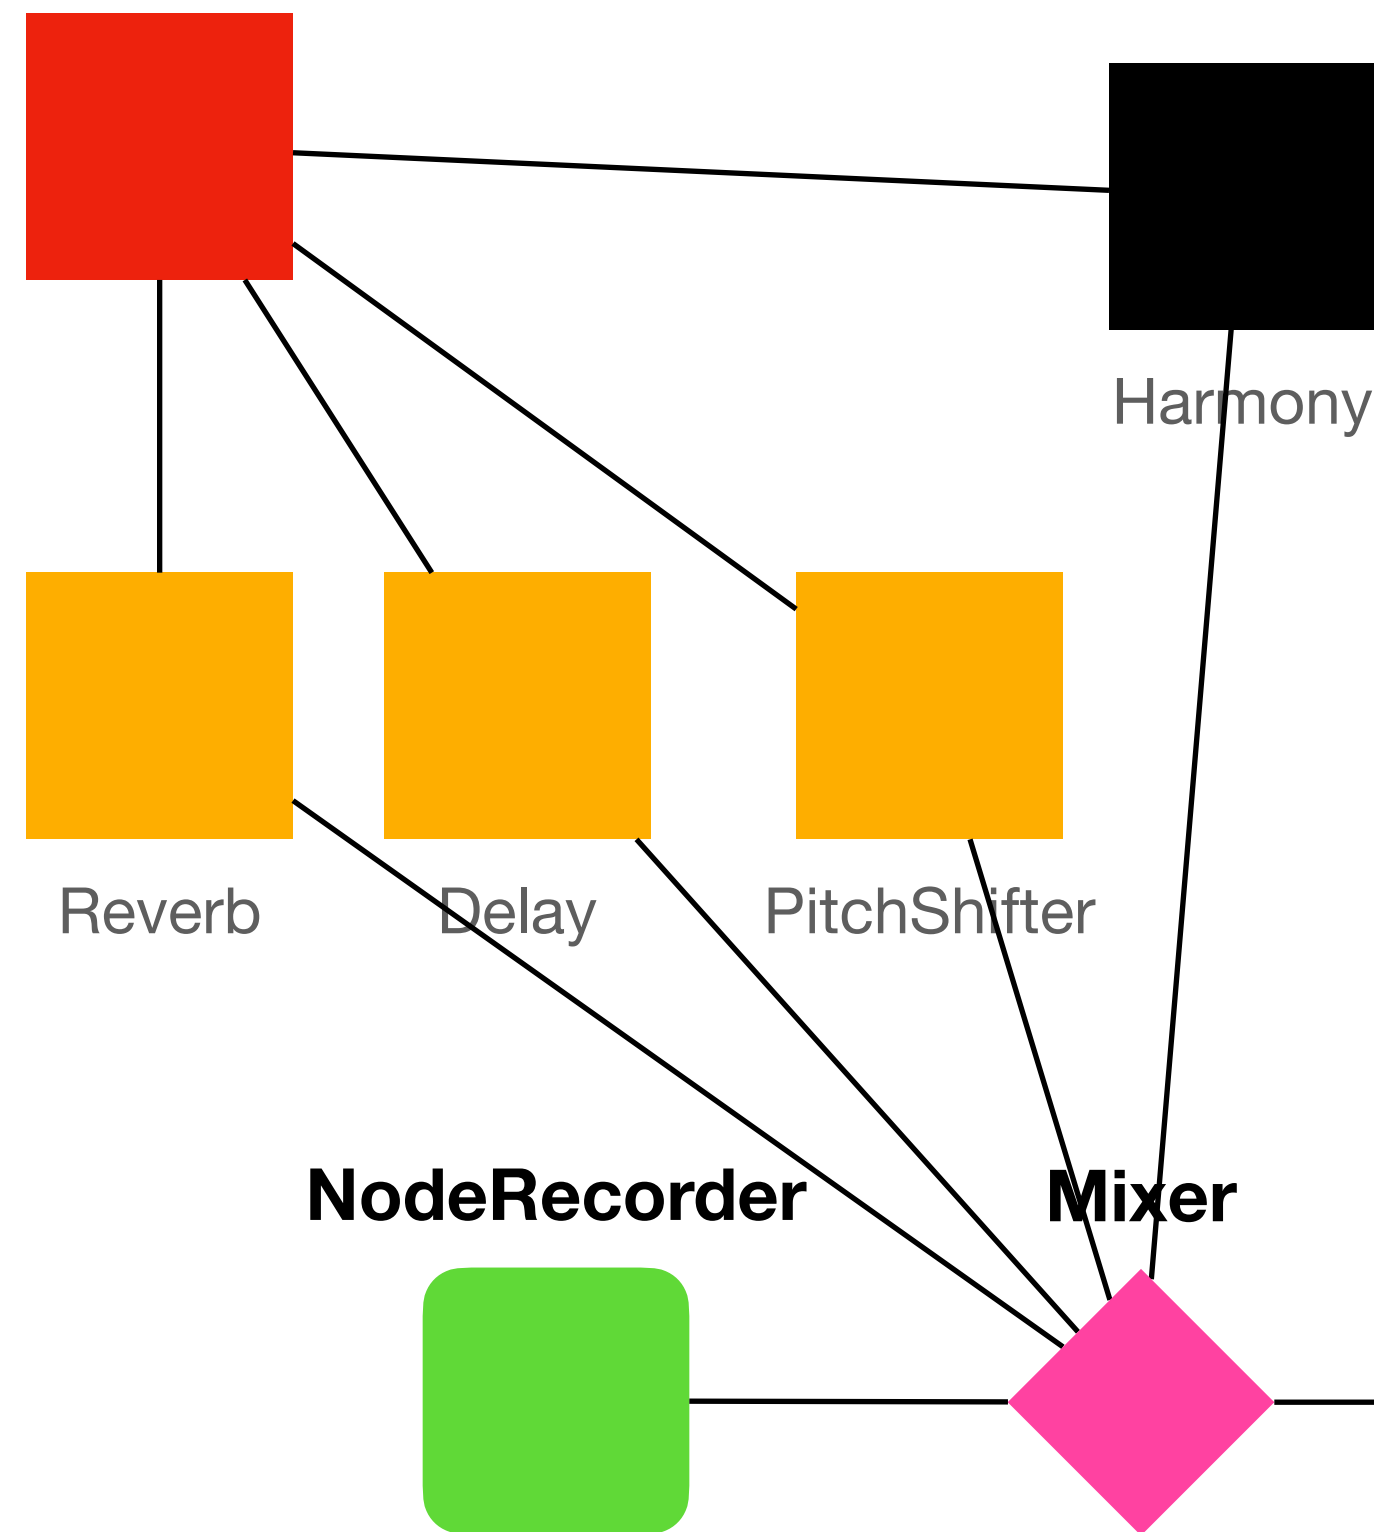 Harmony
Reverb
Delay
PitchShifter
NodeRecorder
Mixer